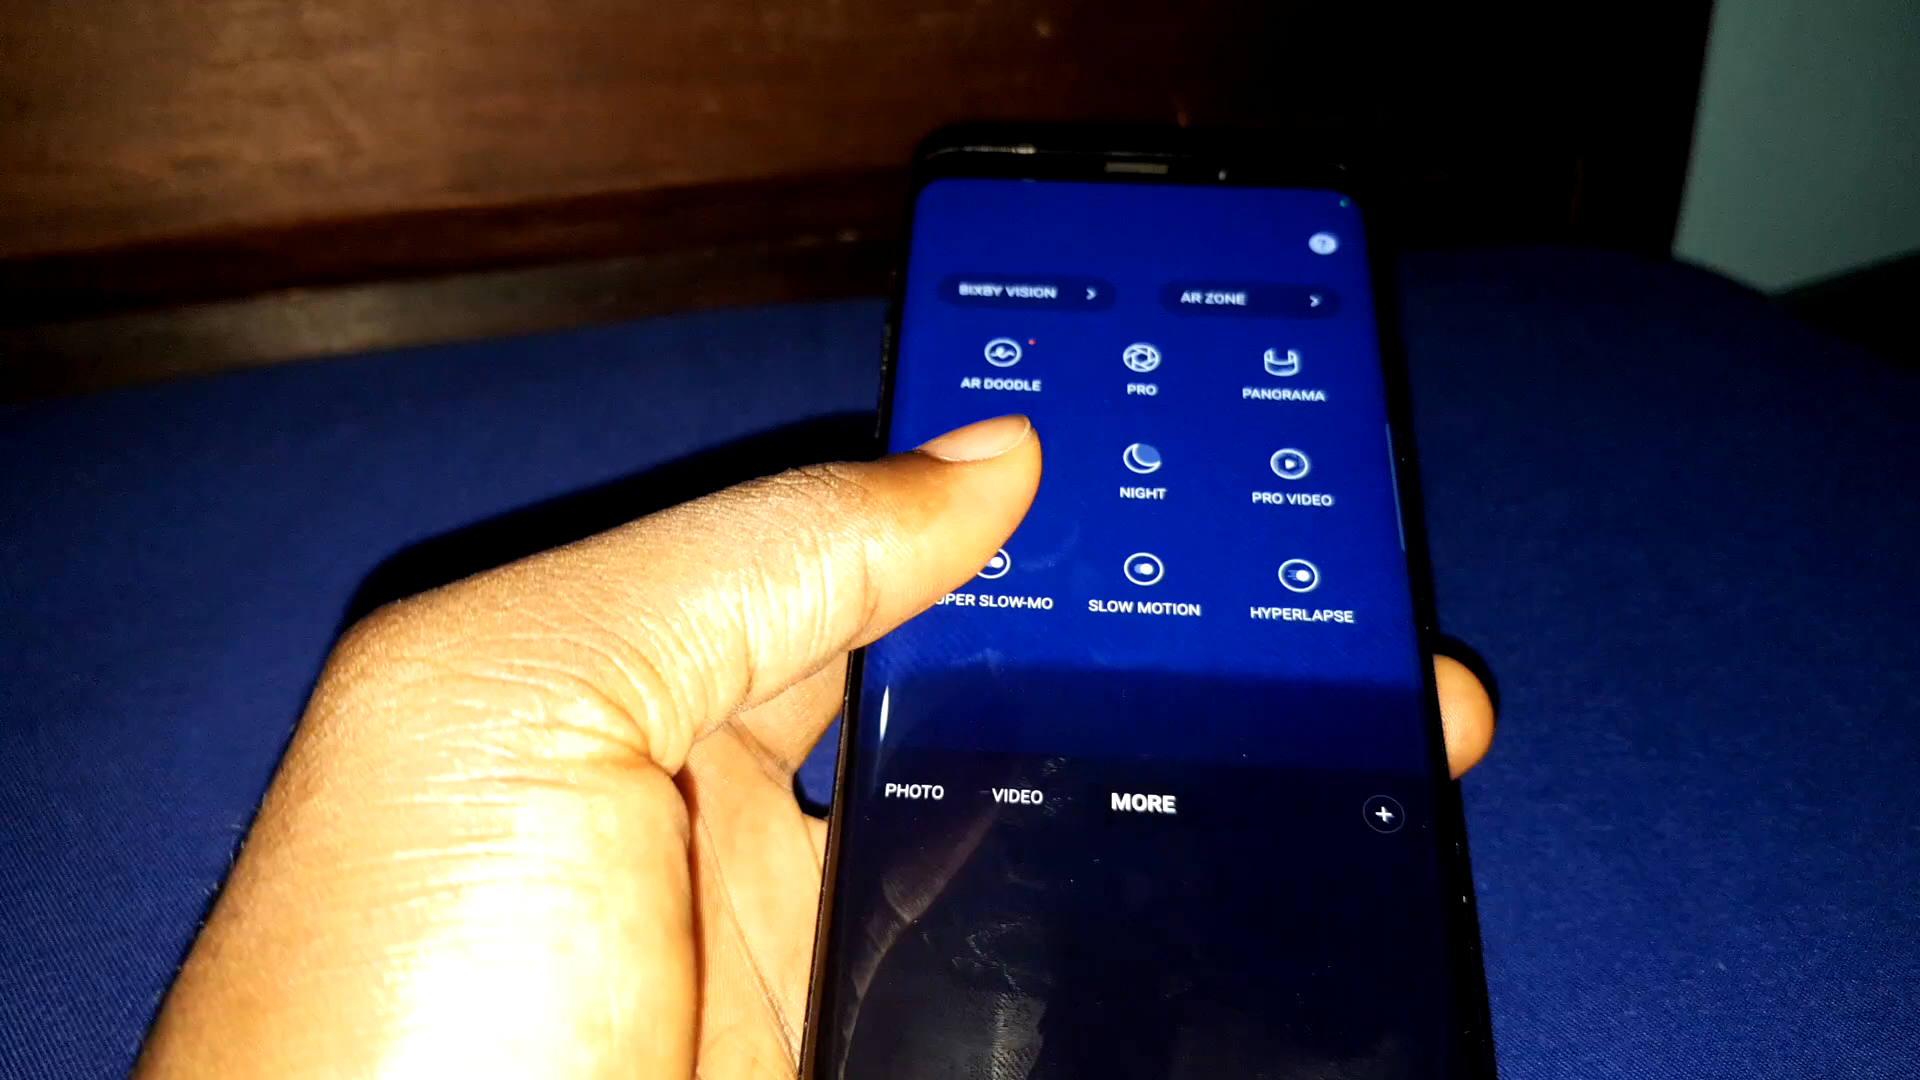 BIXBY VISION >
AR ZONE >
AR DOODLE
PRO
PANORAMA
NIGHT
PRO VIDEO
UPER SLOW-MO
SLOW MOTION
HYPERLAPSE
PHOTO
VIDEO
MORE
+